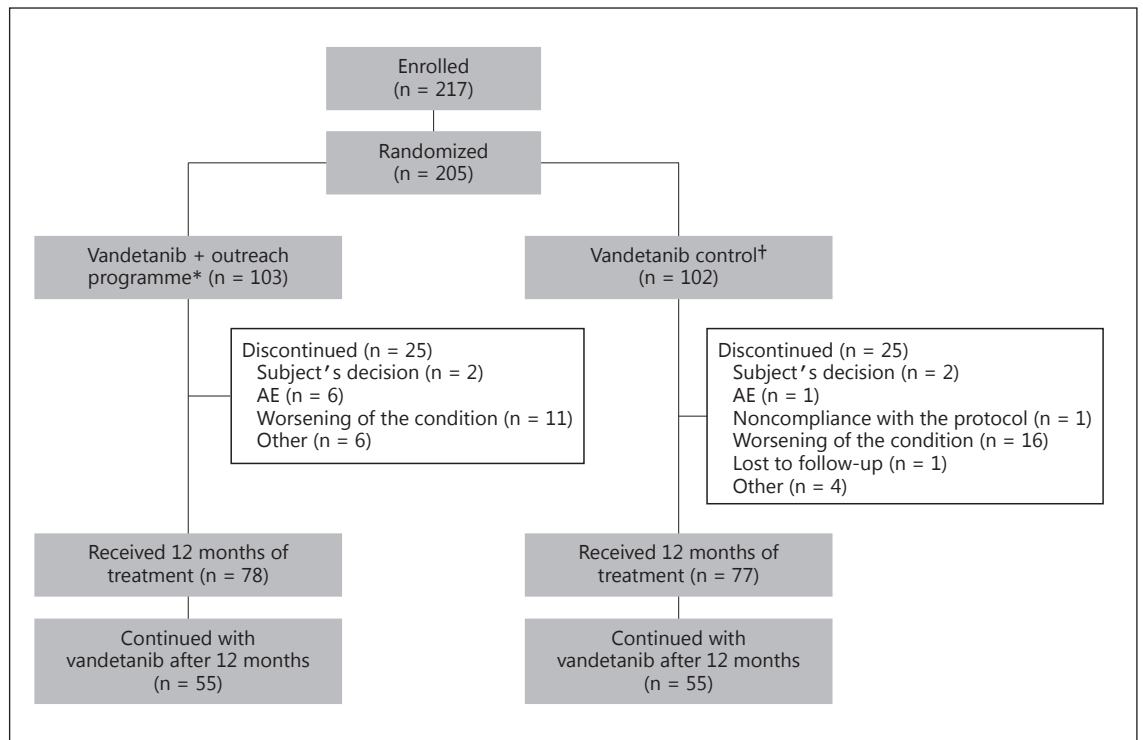 Enrolled
(n = 217)
Randomized
(n = 205)
Vandetanib + outreach
programme* (n = 103)
Vandetanib control†
(n = 102)
Discontinued (n = 25)
Subject's decision (n = 2)
AE (n = 6)
Worsening of the condition (n = 11)
Other (n = 6)
Discontinued (n = 25)
Subject's decision (n = 2)
AE (n = 1)
Noncompliance with the protocol (n = 1)
Worsening of the condition (n = 16)
Lost to follow-up (n = 1)
Other (n = 4)
Received 12 months of
treatment (n = 78)
Received 12 months of
treatment (n = 77)
Continued with
vandetanib after 12 months
(n = 55)
Continued with
vandetanib after 12 months
(n = 55)